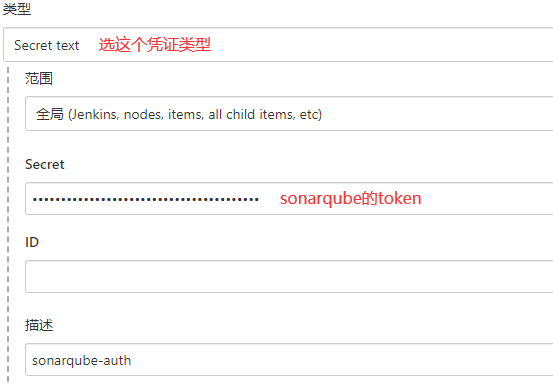 类型
Secret text 选这个凭证类型
范围
全局 (Jenkins, nodes, items, all child items, etc)
Secret
•••••••••••••••••••••••••••••••••••••••• sonarqube的token
ID
描述
sonarqube-auth